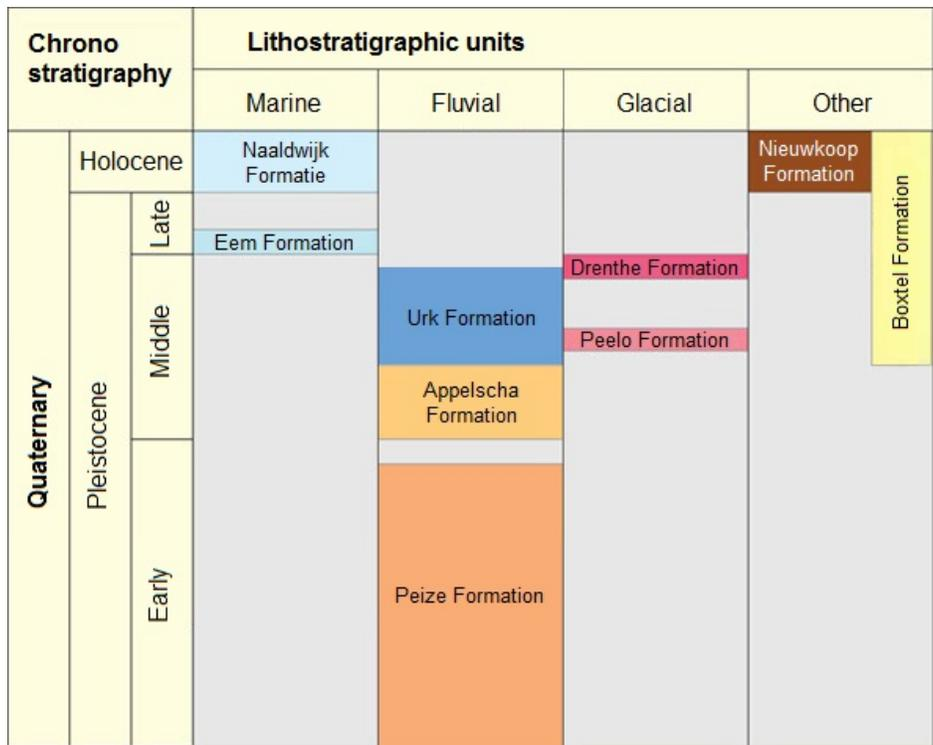 Chrono
stratigraphy
Lithostratigraphic units
Marine
Fluvial
Glacial
Other
Quaternary
Holocene
Pleistocene
Late
Middle
Early
Naaldwijk
Formatie
Eem Formation
Urk Formation
Appelscha
Formation
Peize Formation
Drenthe Formation
Peelo Formation
Nieuwkoop
Formation
Boxtel Formation